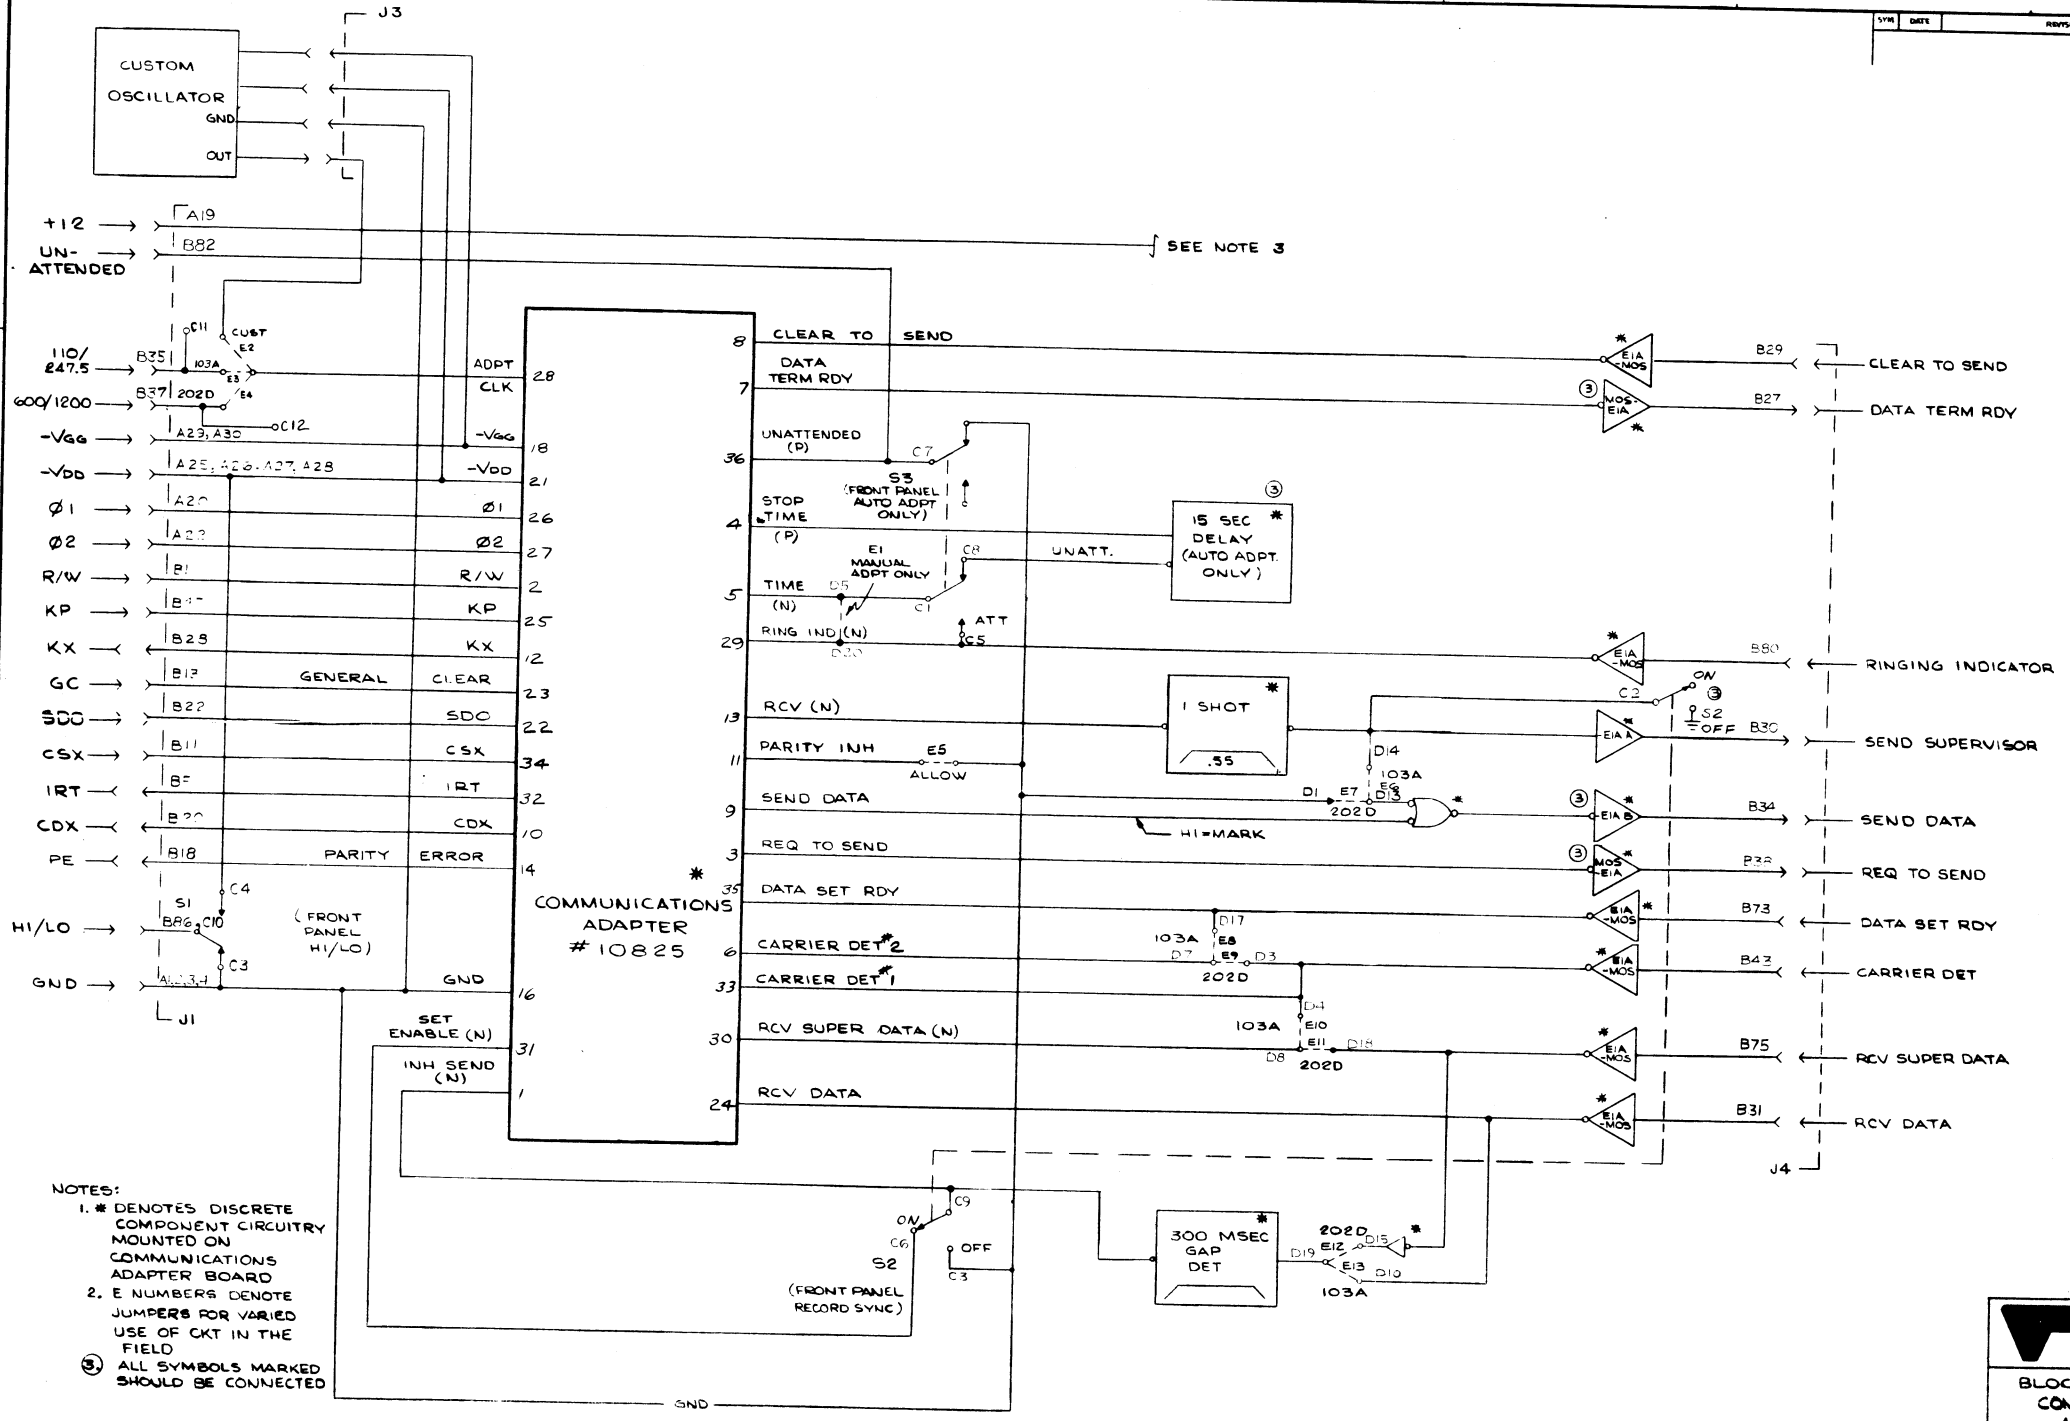 J3
SYM DATE
CUSTOM
OSCILLATOR
GND
OUT
+12
A19
UN-
ATTENDED
B82
SEE NOTE 3
C11
CUST
E2
110/
247.5
B35
103A
E3
600/1200
B37
202D
E4
C12
ADPT
CLK
28
-VGG
A29, A30
-VGG
18
-VDD
A25, A26, A27, A28
-VDD
21
Ø1
Ø1
26
Ø2
Ø2
27
R/W
B1
R/W
2
KP
KP
25
KX
B28
KX
12
GC
GENERAL CLEAR
23
SDO
B22
SDO
22
CSX
B11
CSX
34
IRT
IRT
32
CDX
CDX
10
PE
B18
PARITY ERROR
14
C4
S1
HI/LO
B86
C10
(FRONT
PANEL
HI/LO)
C3
GND
GND
16
J1
SET
ENABLE (N)
31
INH SEND
(N)
1
*
COMMUNICATIONS
ADAPTER
# 10825
8
CLEAR TO SEND
* EIA
-MOS
B29
CLEAR TO SEND
7
DATA
TERM RDY
3
MOS-
EIA
*
B27
DATA TERM RDY
36
UNATTENDED
(P)
C7
S3
(FRONT PANEL
AUTO ADPT
ONLY)
4
STOP
TIME
(P)
3
15 SEC *
DELAY
(AUTO ADPT.
ONLY)
E1
MANUAL
ADPT ONLY
C8
UNATT.
5
TIME
(N)
D5
C1
29
RING IND (N)
D20
ATT
C5
* EIA
-MOS
B80
RINGING INDICATOR
13
RCV (N)
1 SHOT *
.55
C2
ON
3
S2
OFF
EIA A *
B30
SEND SUPERVISOR
11
PARITY INH
E5
ALLOW
D14
103A
E6
D1
E7
D13
202D
*
9
SEND DATA
HI=MARK
3
EIA B *
B34
SEND DATA
3
REQ TO SEND
3
MOS *
-EIA
B38
REQ TO SEND
35
DATA SET RDY
D17
103A
E8
EIA *
-MOS
B73
DATA SET RDY
6
CARRIER DET #2
D7
E9
D3
202D
* EIA
-MOS
B43
CARRIER DET
33
CARRIER DET #1
D4
103A
E10
30
RCV SUPER DATA (N)
D8
E11
D18
202D
* EIA
-MOS
B75
RCV SUPER DATA
24
RCV DATA
* EIA
-MOS
B31
RCV DATA
J4
C9
ON
C6
OFF
S2
C3
(FRONT PANEL
RECORD SYNC)
300 MSEC *
GAP
DET
D19
202D
E12
D15
*
E13
D10
103A
GND
NOTES:
1. * DENOTES DISCRETE
COMPONENT CIRCUITRY
MOUNTED ON
COMMUNICATIONS
ADAPTER BOARD
2. E NUMBERS DENOTE
JUMPERS FOR VARIED
USE OF CKT IN THE
FIELD
3. ALL SYMBOLS MARKED
SHOULD BE CONNECTED
BLOC